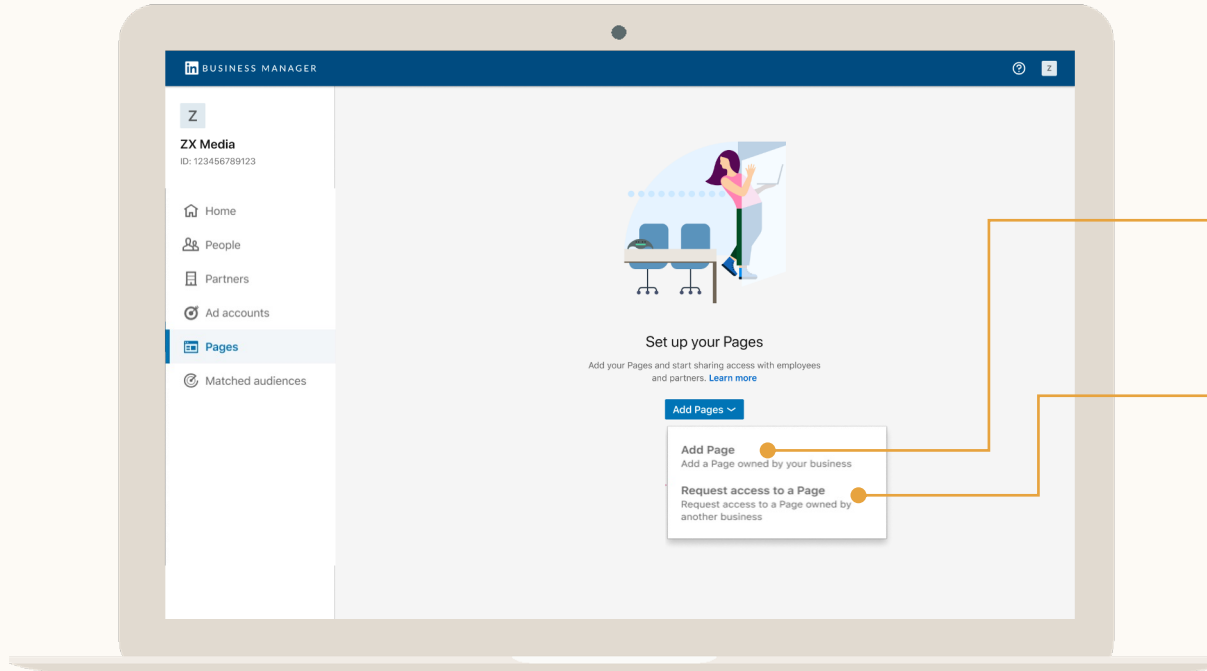 in BUSINESS MANAGER
Z
Z
ZX Media
ID: 123456789123
Home
People
Partners
Ad accounts
Pages
Matched audiences
Set up your Pages
Add your Pages and start sharing access with employees
and partners. Learn more
Add Pages
Add Page
Add a Page owned by your business
Request access to a Page
Request access to a Page owned by
another business